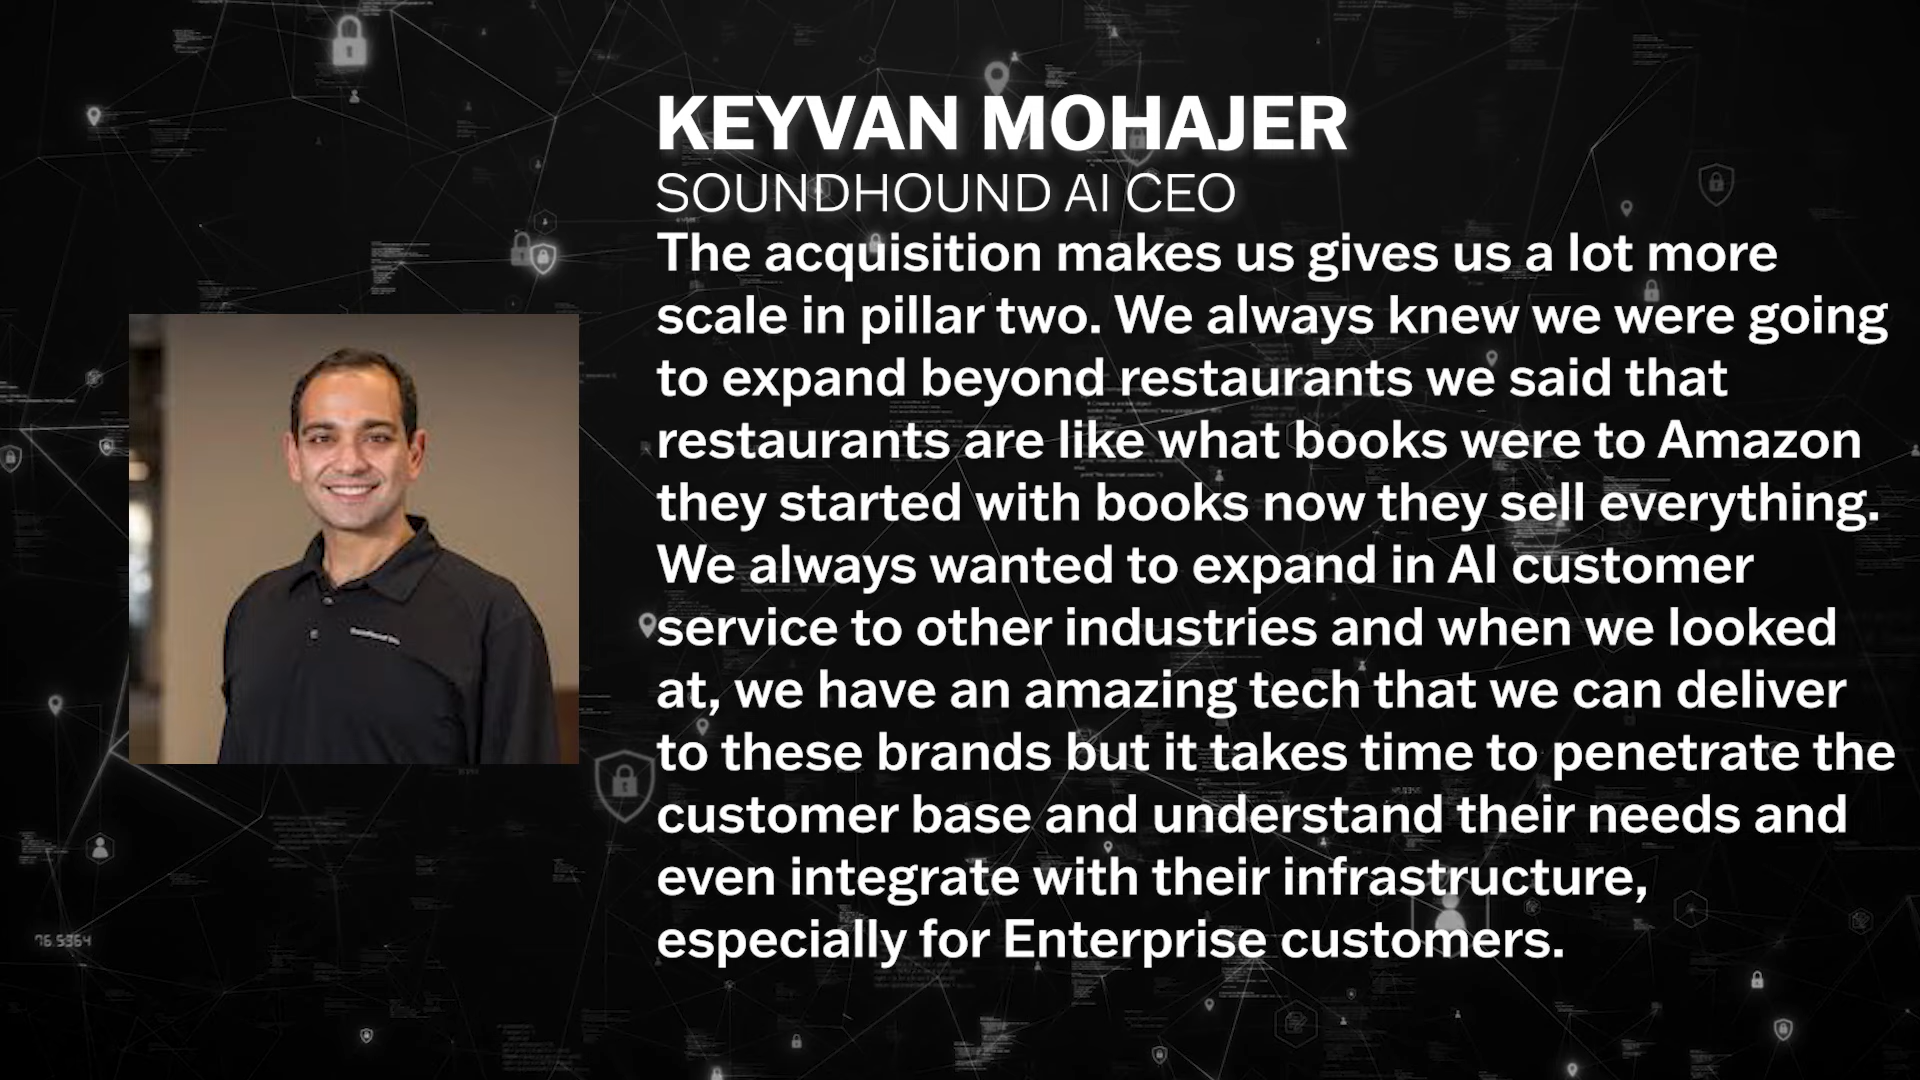 KEYVAN MOHAJER
SOUNDHOUND AI CEO
The acquisition makes us gives us a lot more
scale in pillar two. We always knew we were going
to expand beyond restaurants we said that
restaurants are like what books were to Amazon
they started with books now they sell everything.
We always wanted to expand in AI customer
service to other industries and when we looked
at, we have an amazing tech that we can deliver
to these brands but it takes time to penetrate the
customer base and understand their needs and
even integrate with their infrastructure,
especially for Enterprise customers.
76.5364